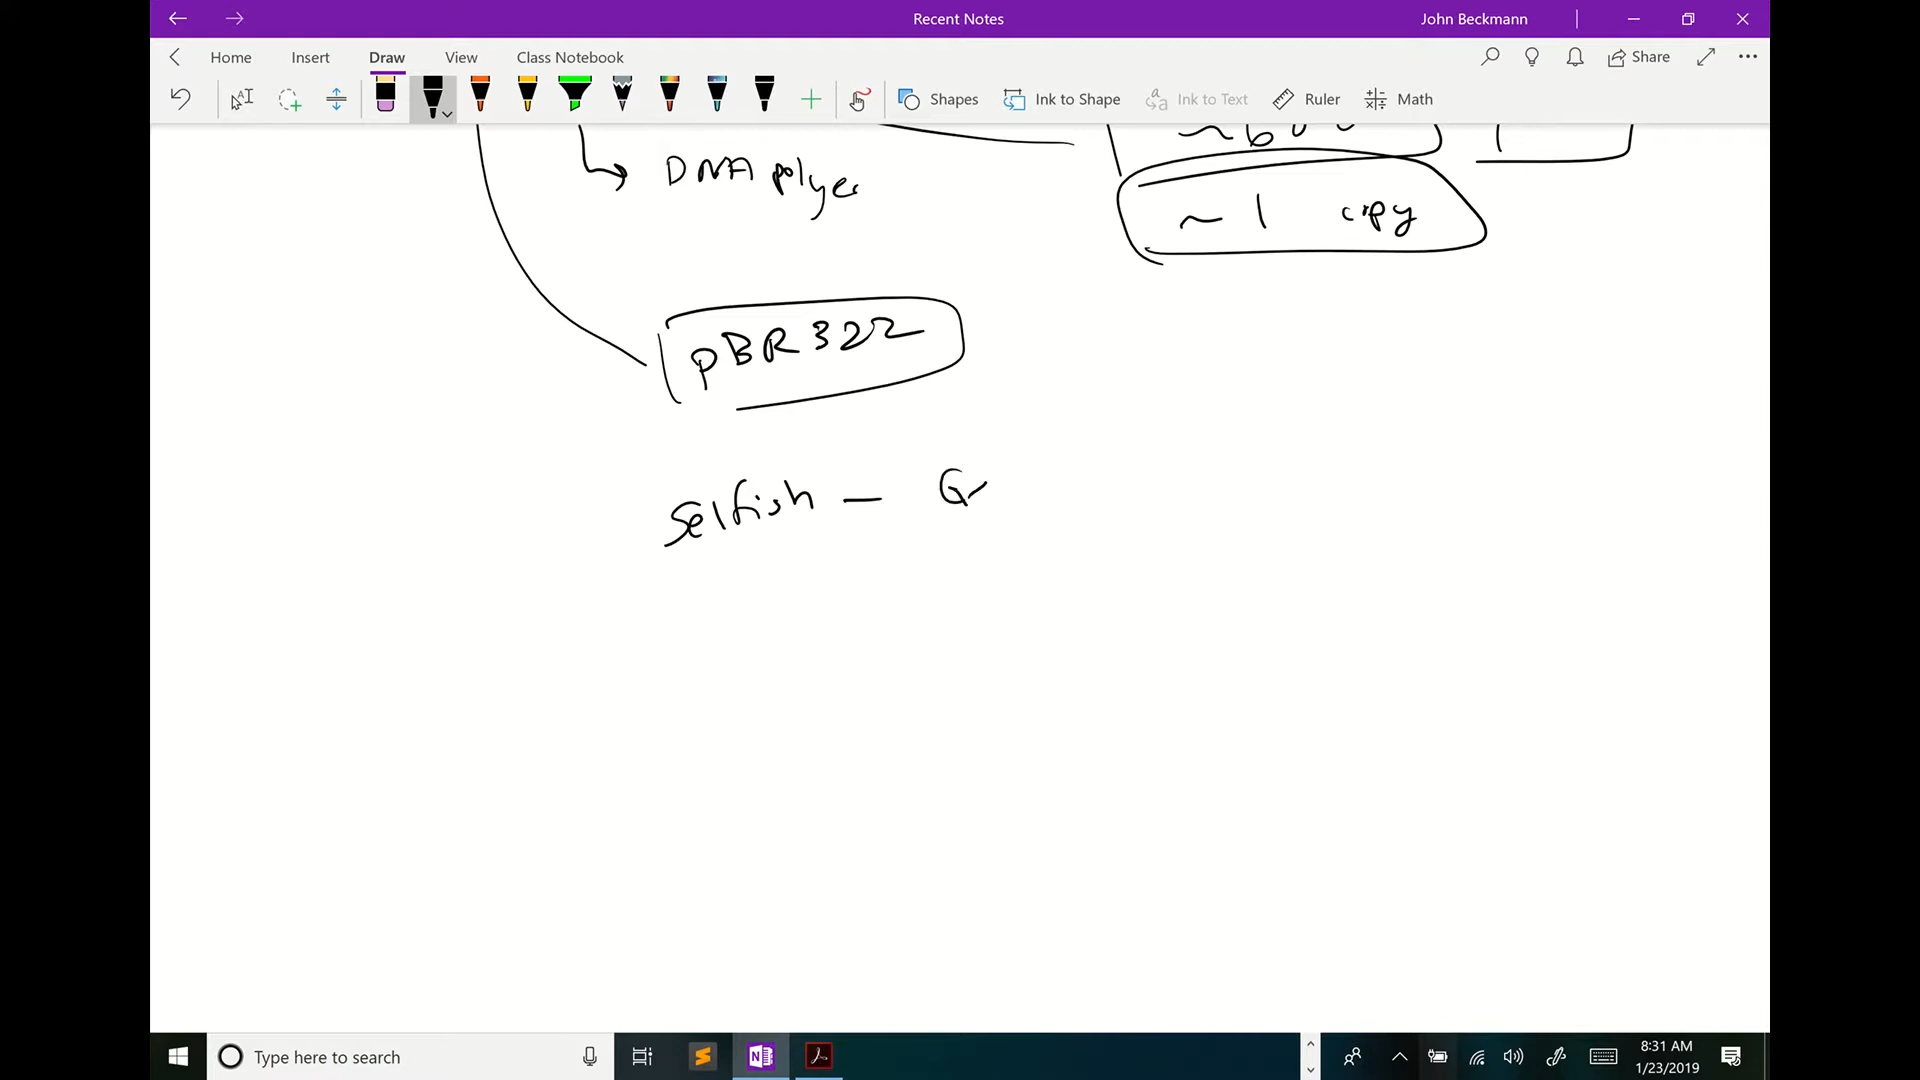 Recent Notes
John Beckmann
Home Insert Draw View Class Notebook
Share
Shapes Ink to Shape Ink to Text Ruler Math
DNA polyer
~ 1 copy
pBR322
Selfish —
Type here to search
8:31 AM
1/23/2019